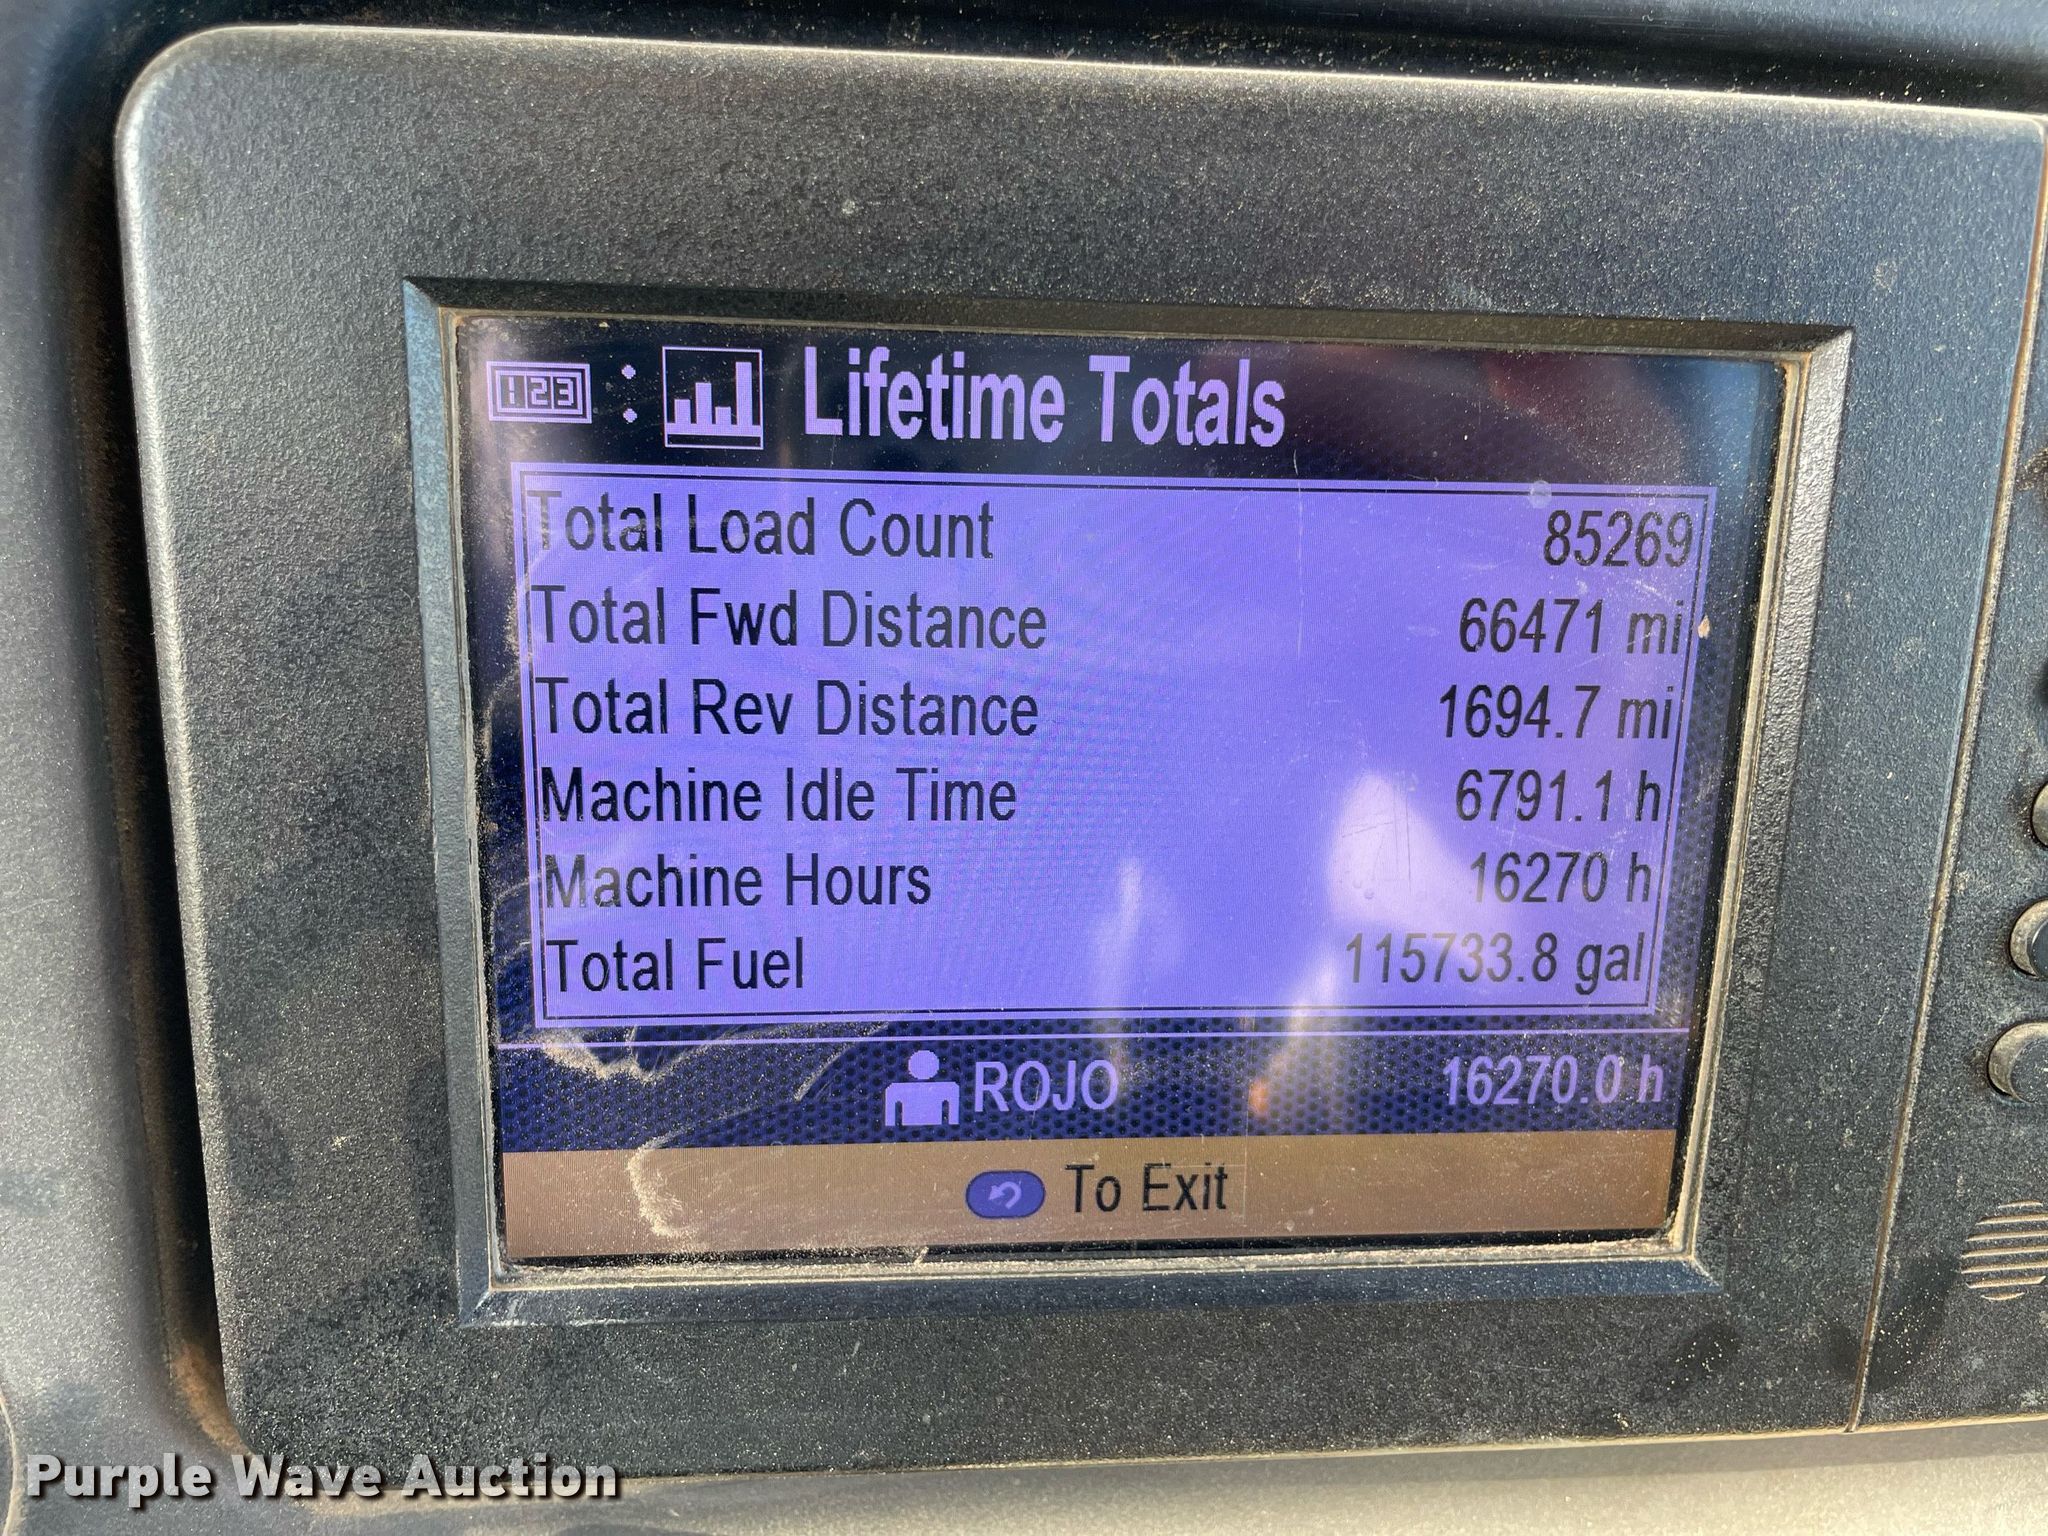 123 : Lifetime Totals
Total Load Count 85269
Total Fwd Distance 66471 mi
Total Rev Distance 1694.7 mi
Machine Idle Time 6791.1 h
Machine Hours 16270 h
Total Fuel 115733.8 gal
ROJO 16270.0 h
To Exit
Purple Wave Auction